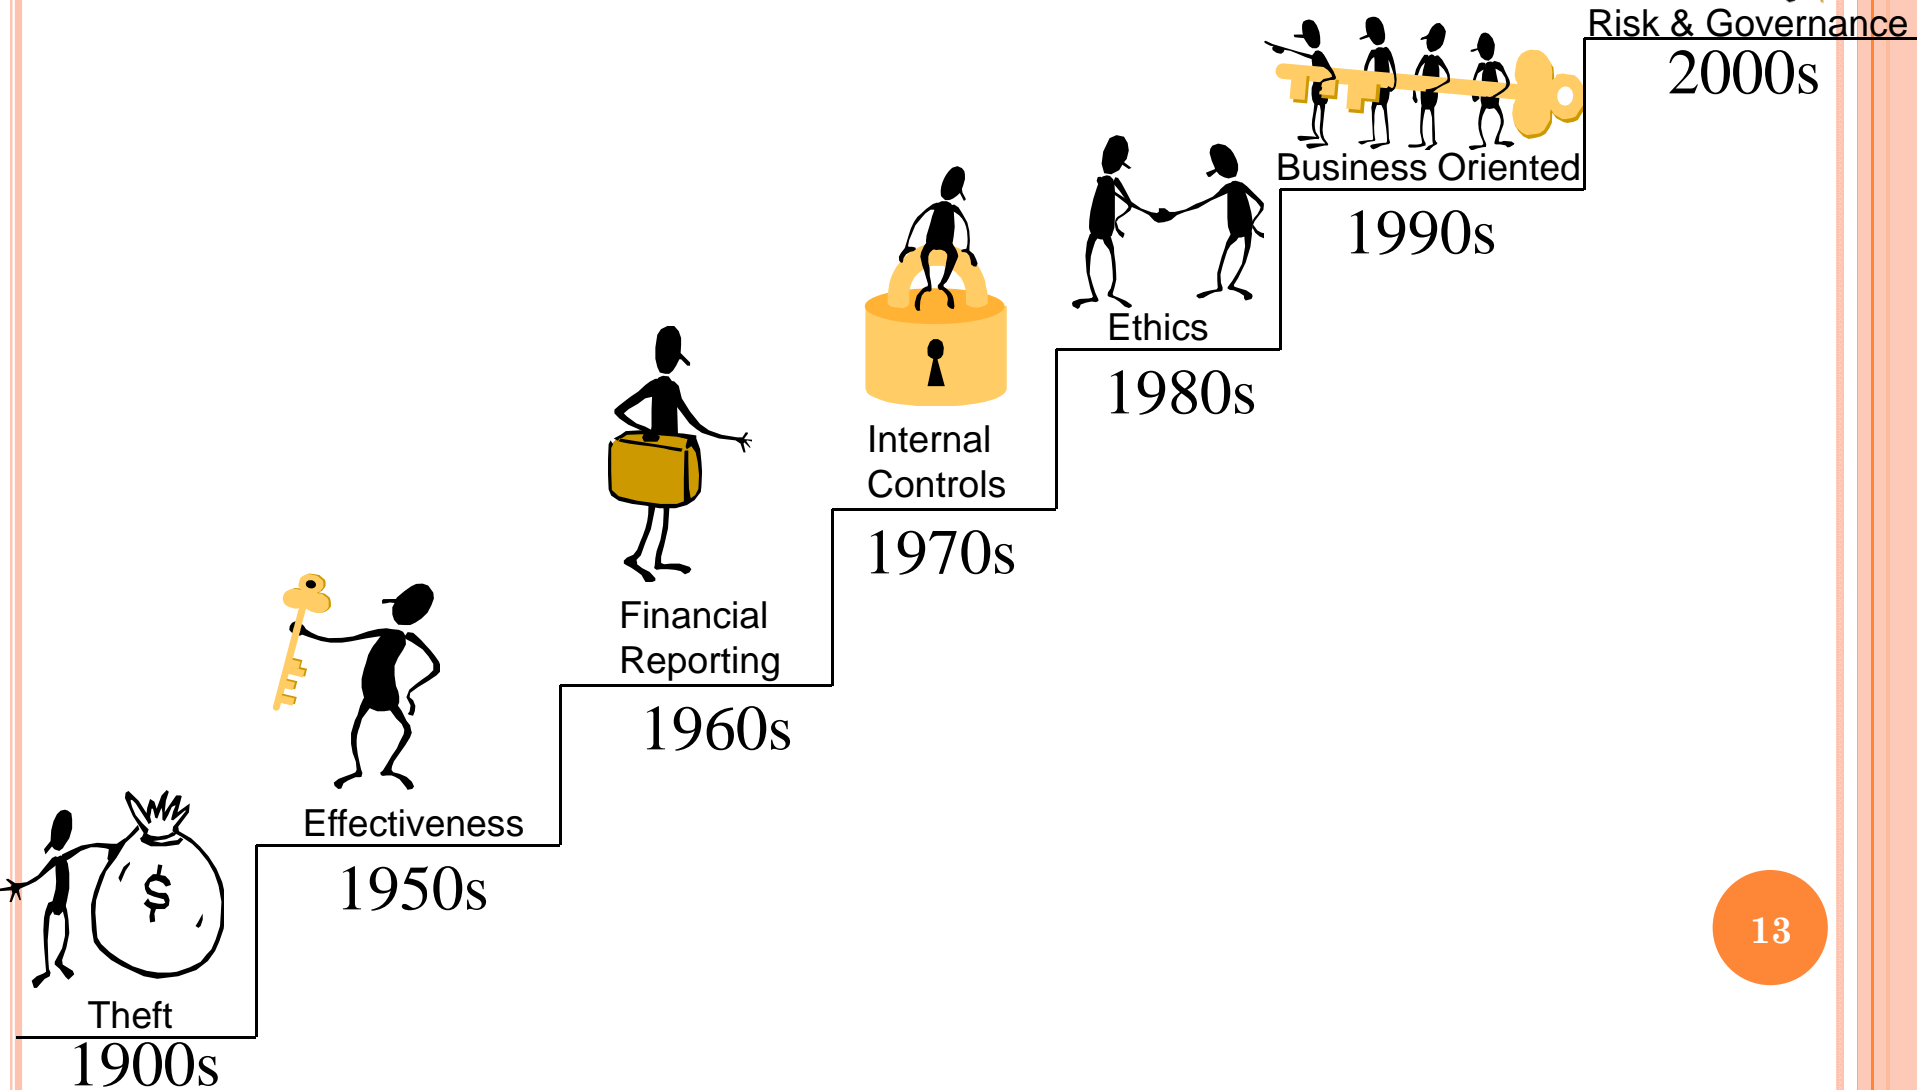 Risk & Governance
2000s
Business Oriented
1990s
Ethics
1980s
Internal
Controls
1970s
Financial
Reporting
1960s
Effectiveness
1950s
$
Theft
1900s
13